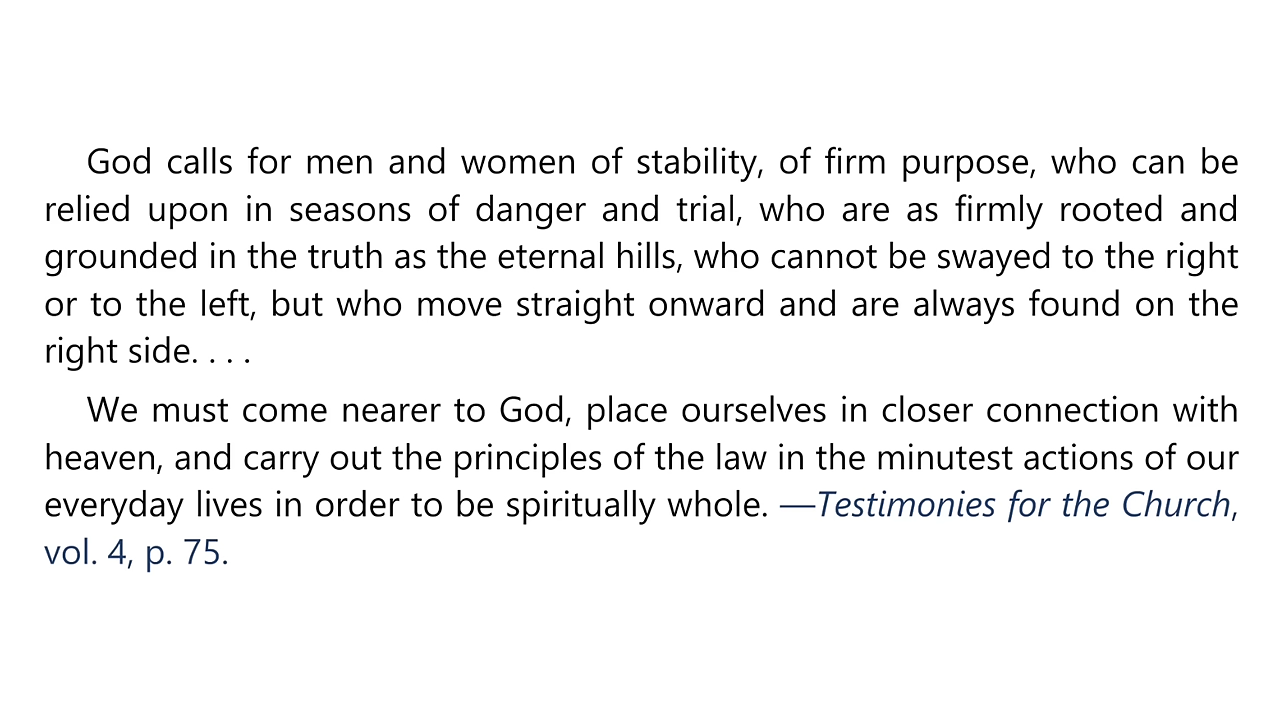 God calls for men and women of stability, of firm purpose, who can be
relied upon in seasons of danger and trial, who are as firmly rooted and
grounded in the truth as the eternal hills, who cannot be swayed to the right
or to the left, but who move straight onward and are always found on the
right side. . . .
We must come nearer to God, place ourselves in closer connection with
heaven, and carry out the principles of the law in the minutest actions of our
everyday lives in order to be spiritually whole. —Testimonies for the Church,
vol. 4, p. 75.